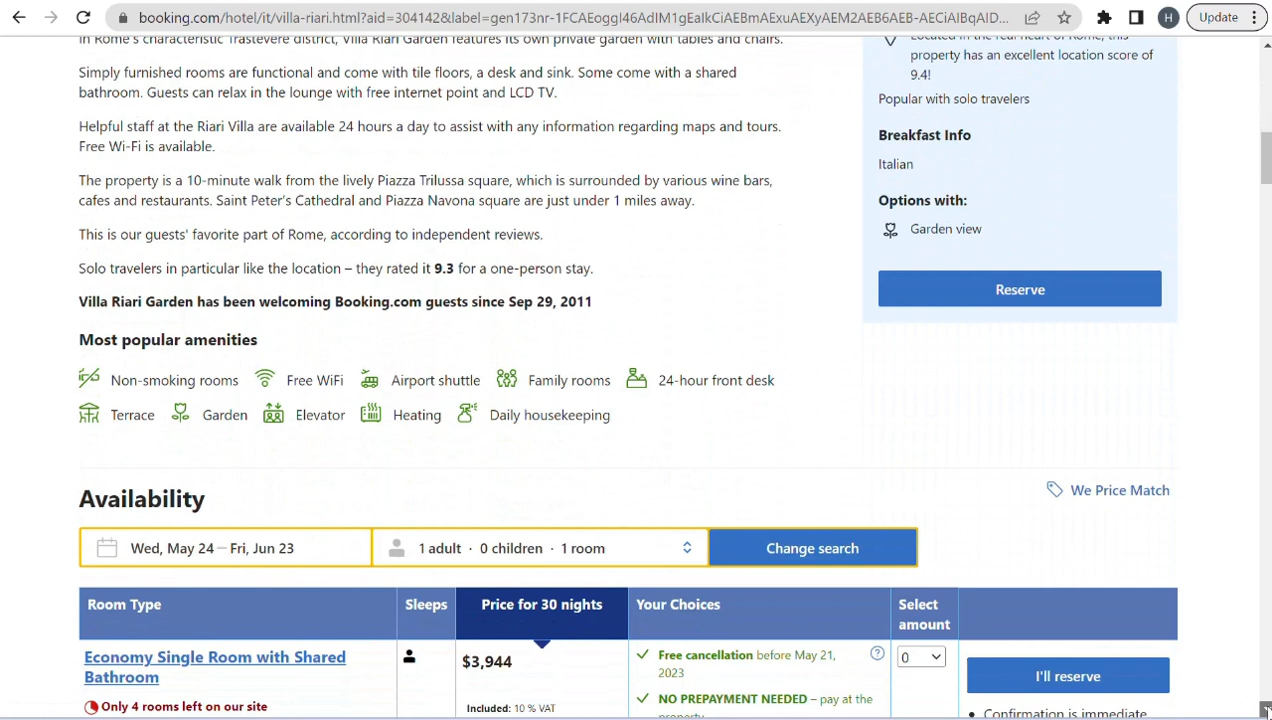 booking.com/hotel/it/villa-riari.html?aid=304142&label=gen173nr-1FCAEoggI46AdIM1gEaIkCiAEBmAExuAEXyAEM2AEB6AEB-AECiAIBqAID...
H
Update
In Rome's characteristic Trastevere district, Villa Riari Garden features its own private garden with tables and chairs.
Simply furnished rooms are functional and come with tile floors, a desk and sink. Some come with a shared
bathroom. Guests can relax in the lounge with free internet point and LCD TV.
Helpful staff at the Riari Villa are available 24 hours a day to assist with any information regarding maps and tours.
Free Wi-Fi is available.
The property is a 10-minute walk from the lively Piazza Trilussa square, which is surrounded by various wine bars,
cafes and restaurants. Saint Peter's Cathedral and Piazza Navona square are just under 1 miles away.
This is our guests' favorite part of Rome, according to independent reviews.
Solo travelers in particular like the location – they rated it 9.3 for a one-person stay.
Villa Riari Garden has been welcoming Booking.com guests since Sep 29, 2011
Located in the real heart of Rome, this
property has an excellent location score of
9.4!
Popular with solo travelers
Breakfast Info
Italian
Options with:
Garden view
Reserve
Most popular amenities
Non-smoking rooms Free WiFi Airport shuttle Family rooms 24-hour front desk
Terrace Garden Elevator Heating Daily housekeeping
Availability
We Price Match
Wed, May 24 — Fri, Jun 23 1 adult · 0 children · 1 room Change search
Room Type Sleeps Price for 30 nights Your Choices Select
amount
Economy Single Room with Shared
Bathroom
Only 4 rooms left on our site
$3,944
Included: 10 % VAT
Free cancellation before May 21,
2023
NO PREPAYMENT NEEDED – pay at the
property
0
I'll reserve
Confirmation is immediate